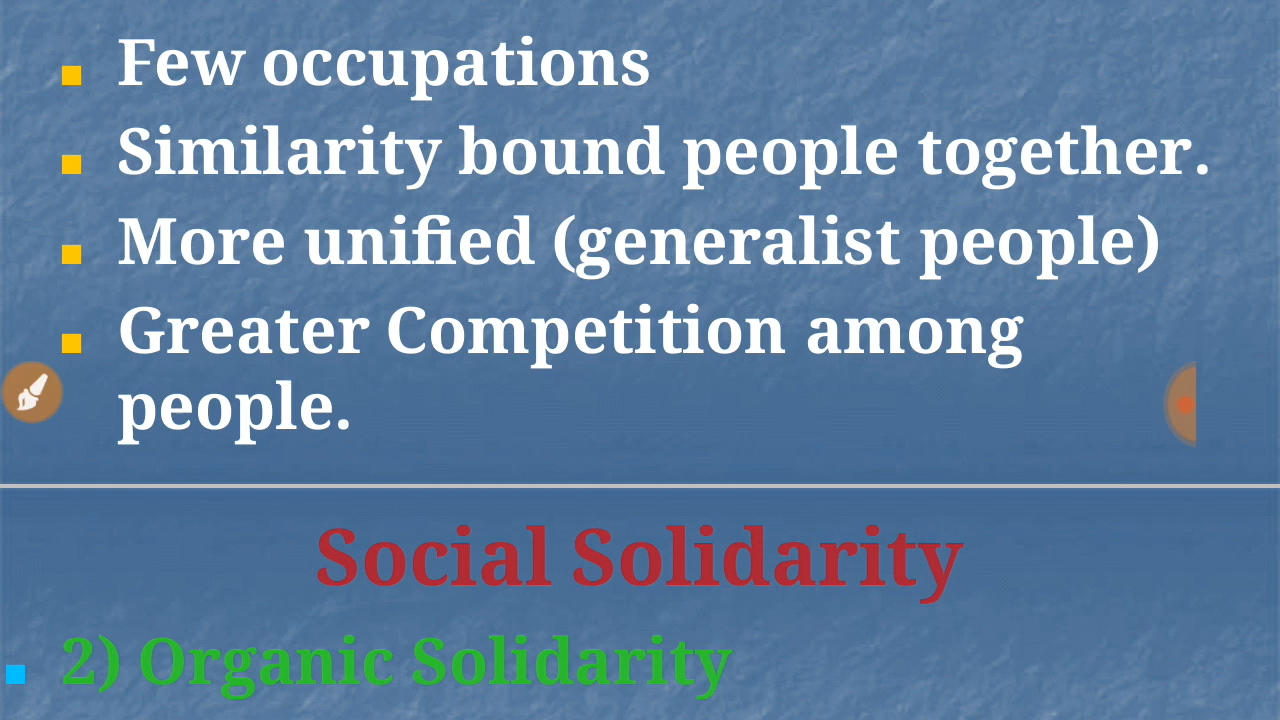 Few occupations
Similarity bound people together.
More unified (generalist people)
Greater Competition among
people.
Social Solidarity
2) Organic Solidarity